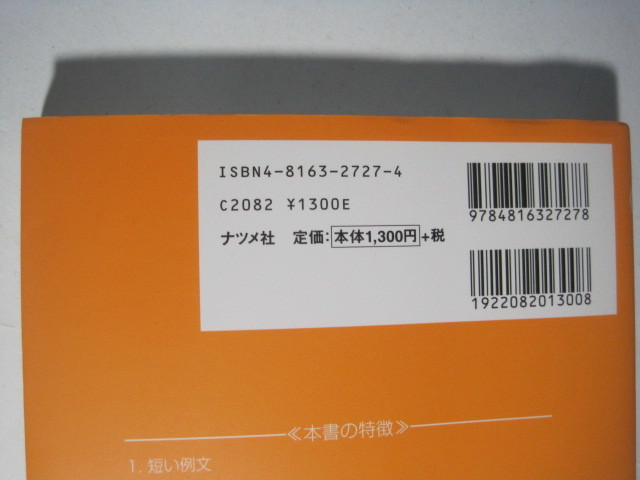 ISBN4-8163-2727-4
C2082 ¥1300E
ナツメ社 定価:本体1,300円+税
9784816327278
1922082013008
≪本書の特徴≫
1. 短い例文